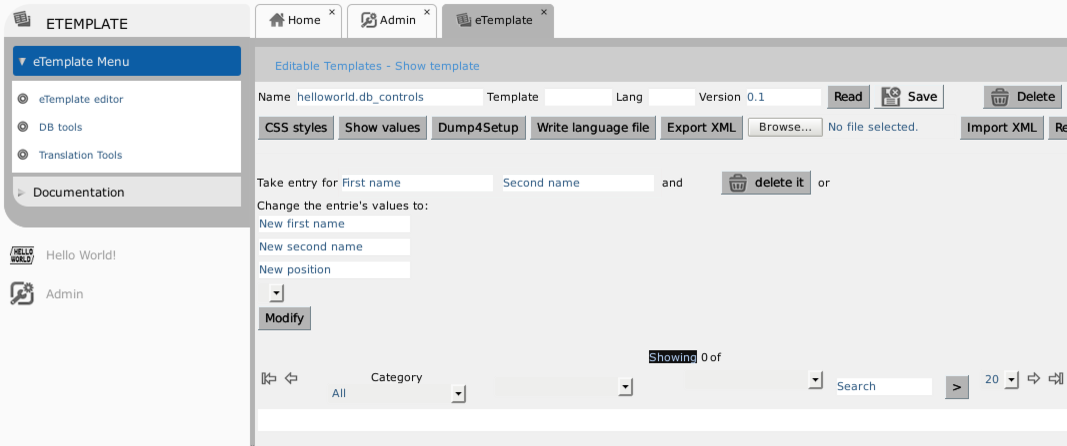 ETEMPLATE
eTemplate Menu
eTemplate editor
DB tools
Translation Tools
Documentation
HELLO WORLD! Hello World!
Admin
Home × Admin × eTemplate ×
Editable Templates - Show template
Name helloworld.db_controls Template Lang Version 0.1 Read Save Delete
CSS styles Show values Dump4Setup Write language file Export XML Browse... No file selected. Import XML Re
Take entry for First name Second name and delete it or
Change the entrie's values to:
New first name
New second name
New position
Modify
Showing 0 of
Category
All Search > 20